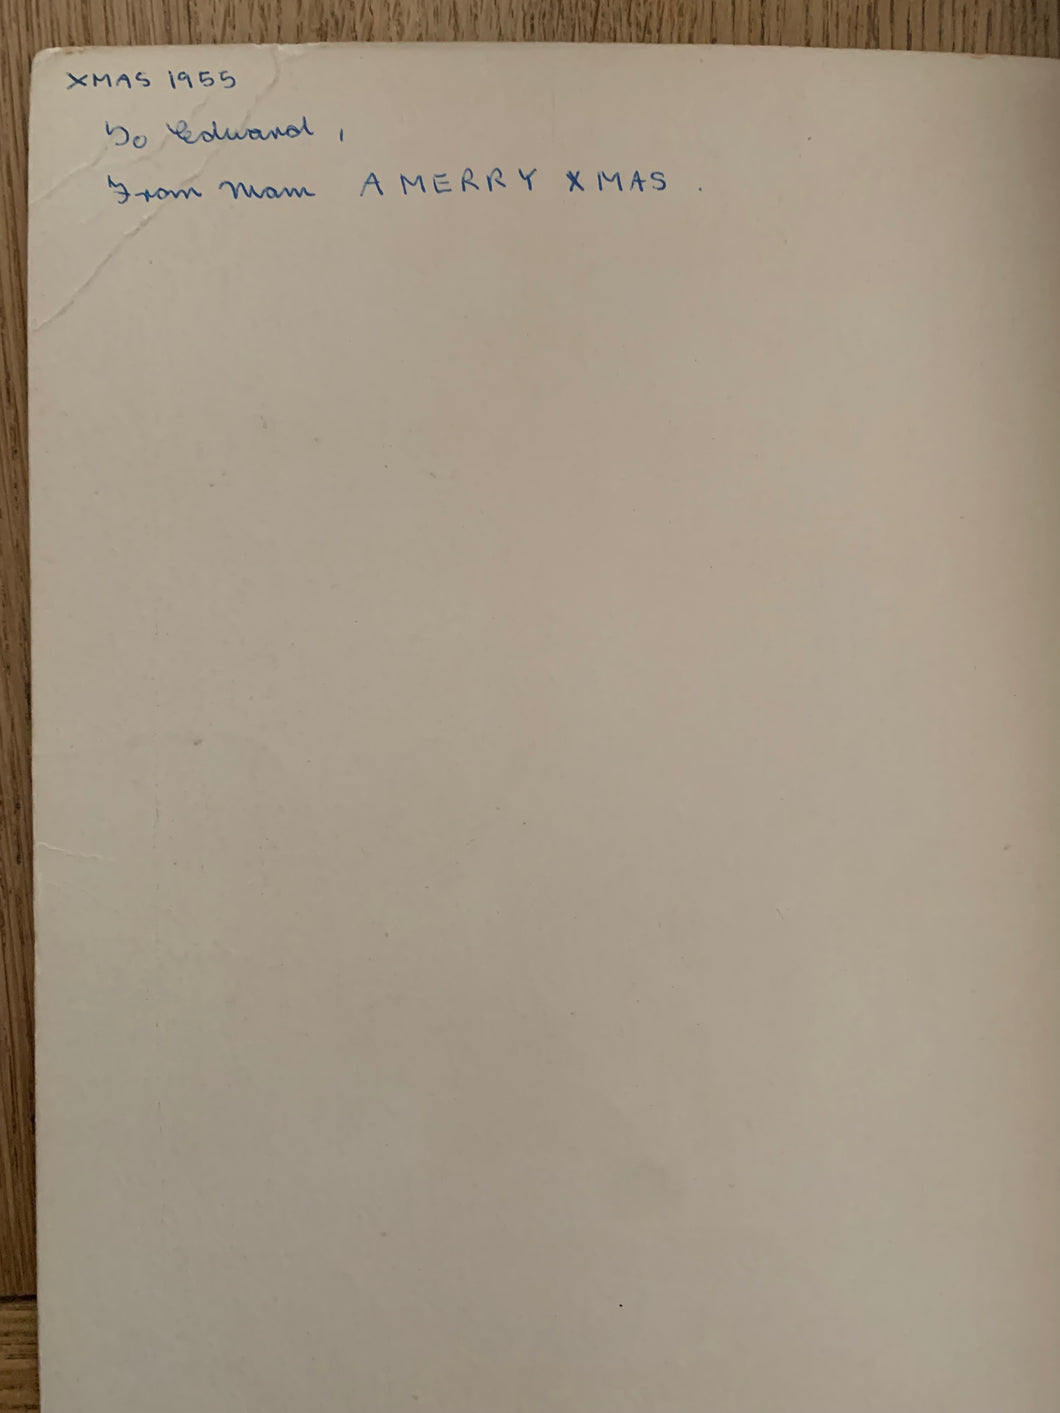 XMAS 1955
To Edward,
From Mam A MERRY XMAS.